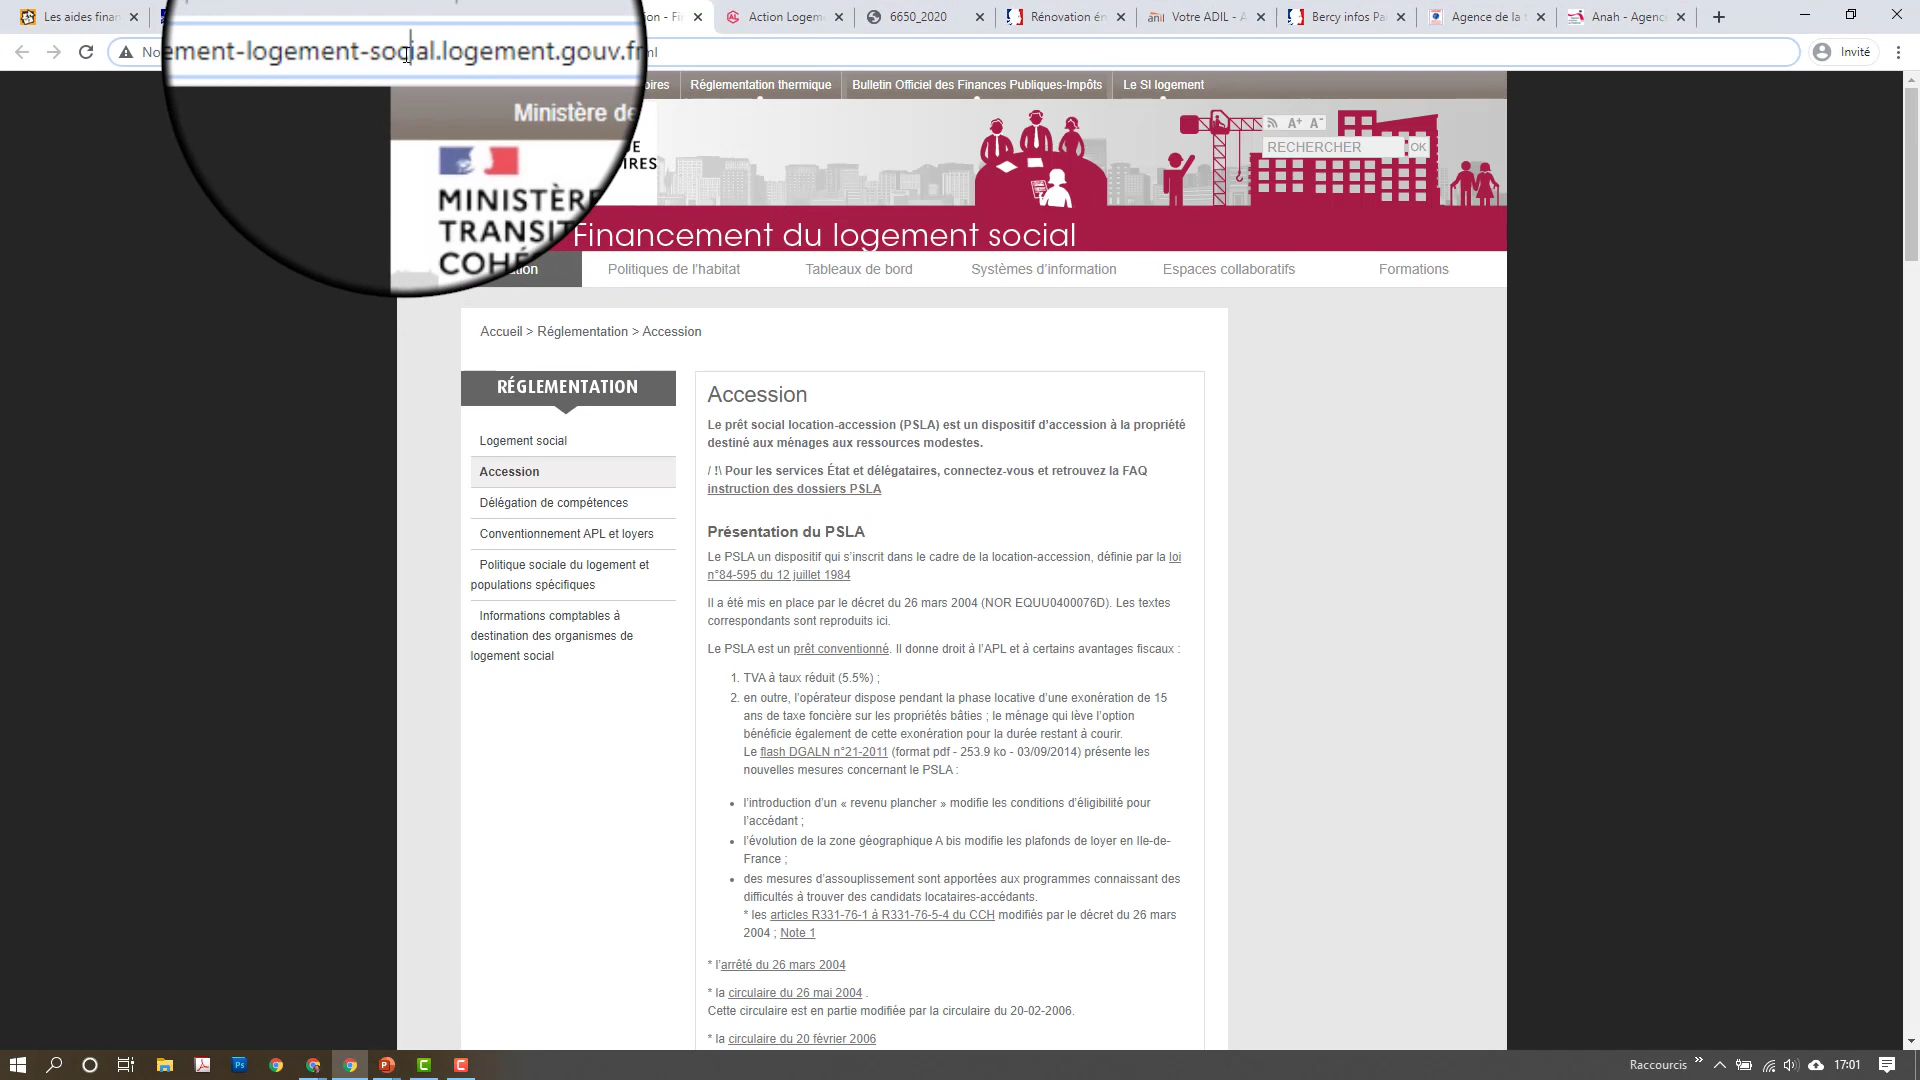 Les aides finan
on - Fi
Action Logeme
6650_2020
Rénovation én
Votre ADIL - A
Bercy infos Pa
Agence de la t
Anah - Agenc
No
ement-logement-social.logement.gouv.fr
ml
Invité
oires
Réglementation thermique
Bulletin Officiel des Finances Publiques-Impôts
Le SI logement
Ministère de
MINISTÈRE
TRANSIT
COHÉ
DE
IRES
A+ A-
RECHERCHER
OK
Financement du logement social
Politiques de l’habitat
Tableaux de bord
Systèmes d’information
Espaces collaboratifs
Formations
Accueil > Réglementation > Accession
RÉGLEMENTATION
Logement social
Accession
Délégation de compétences
Conventionnement APL et loyers
Politique sociale du logement et
populations spécifiques
Informations comptables à
destination des organismes de
logement social
Accession
Le prêt social location-accession (PSLA) est un dispositif d’accession à la propriété
destiné aux ménages aux ressources modestes.
/ !\ Pour les services État et délégataires, connectez-vous et retrouvez la FAQ
instruction des dossiers PSLA
Présentation du PSLA
Le PSLA un dispositif qui s’inscrit dans le cadre de la location-accession, définie par la loi
n°84-595 du 12 juillet 1984
Il a été mis en place par le décret du 26 mars 2004 (NOR EQUU0400076D). Les textes
correspondants sont reproduits ici.
Le PSLA est un prêt conventionné. Il donne droit à l’APL et à certains avantages fiscaux :
1. TVA à taux réduit (5.5%) ;
2. en outre, l’opérateur dispose pendant la phase locative d’une exonération de 15
ans de taxe foncière sur les propriétés bâties ; le ménage qui lève l’option
bénéficie également de cette exonération pour la durée restant à courir.
Le flash DGALN n°21-2011 (format pdf - 253.9 ko - 03/09/2014) présente les
nouvelles mesures concernant le PSLA :
• l’introduction d’un « revenu plancher » modifie les conditions d’éligibilité pour
l’accédant ;
• l’évolution de la zone géographique A bis modifie les plafonds de loyer en Ile-de-
France ;
• des mesures d’assouplissement sont apportées aux programmes connaissant des
difficultés à trouver des candidats locataires-accédants.
* les articles R331-76-1 à R331-76-5-4 du CCH modifiés par le décret du 26 mars
2004 ; Note 1
* l’arrêté du 26 mars 2004
* la circulaire du 26 mai 2004 .
Cette circulaire est en partie modifiée par la circulaire du 20-02-2006.
* la circulaire du 20 février 2006
Raccourcis
17:01